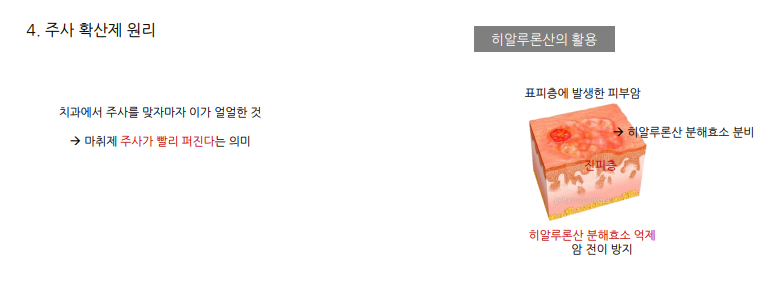 4. 주사 확산제 원리
치과에서 주사를 맞자마자 이가 얼얼한 것
→ 마취제 주사가 빨리 퍼진다는 의미
히알루론산의 활용
표피층에 발생한 피부암
→ 히알루론산 분해효소 분비
진피층
히알루론산 분해효소 억제
암 전이 방지